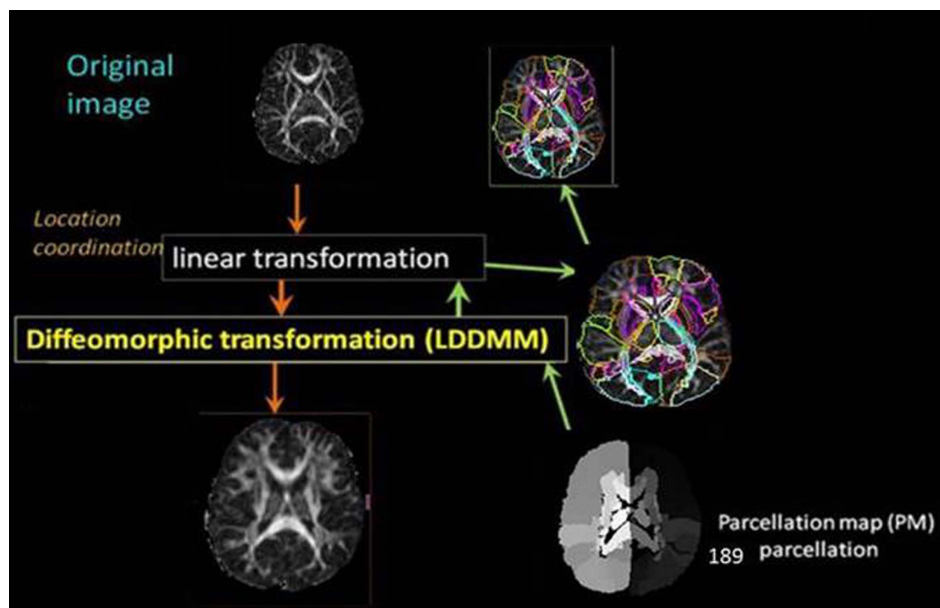 Original
image
Location
coordination
linear transformation
Diffeomorphic transformation (LDDMM)
Parcellation map (PM)
189 parcellation